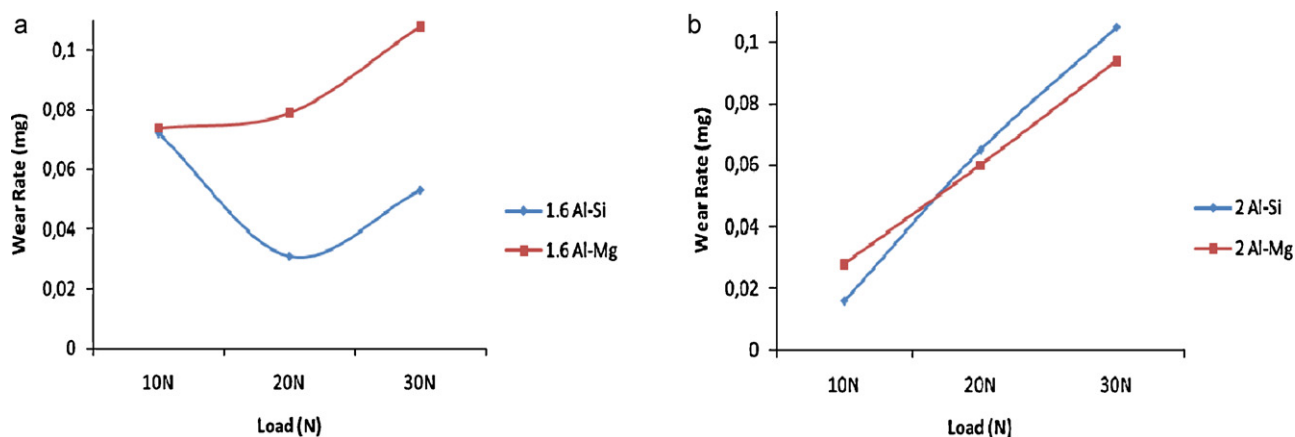 a
0,1
0,08
0,06
0,04
0,02
0
Wear Rate (mg)
10N 20N 30N
Load (N)
1.6 Al-Si
1.6 Al-Mg
b
0,1
0,08
0,06
0,04
0,02
0
Wear Rate (mg)
10N 20N 30N
Load (N)
2 Al-Si
2 Al-Mg